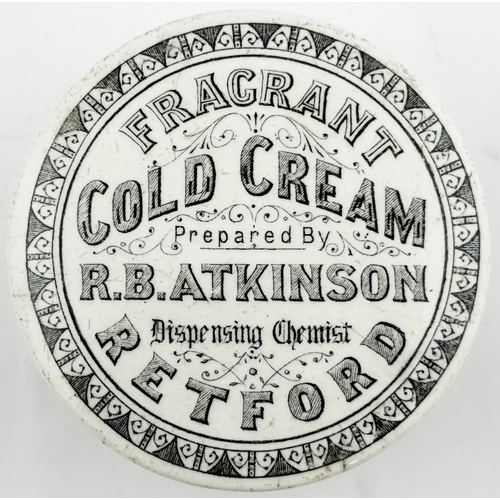 FRAGRANT
COLD CREAM
Prepared By
R.B. ATKINSON
Dispensing Chemist
RETFORD